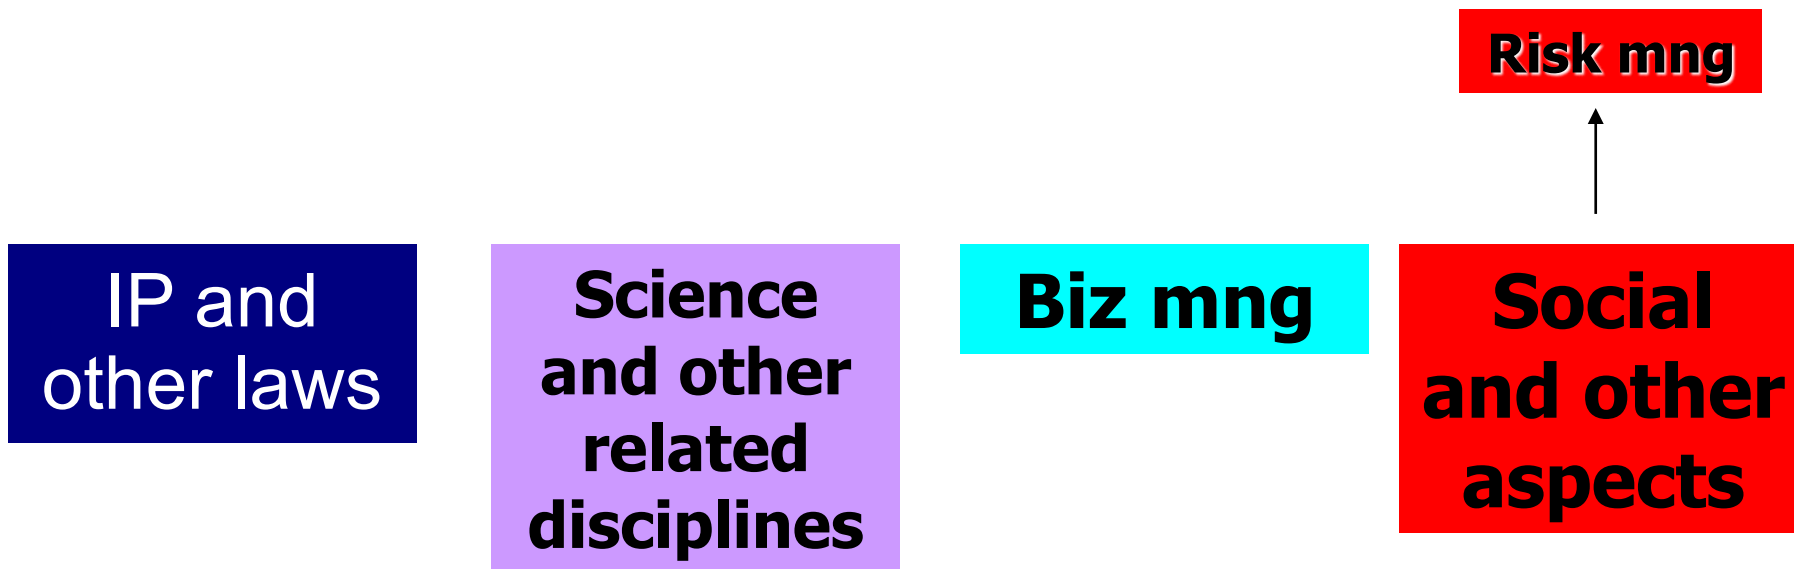 Risk mng
IP and
other laws
Science
and other
related
disciplines
Biz mng
Social
and other
aspects